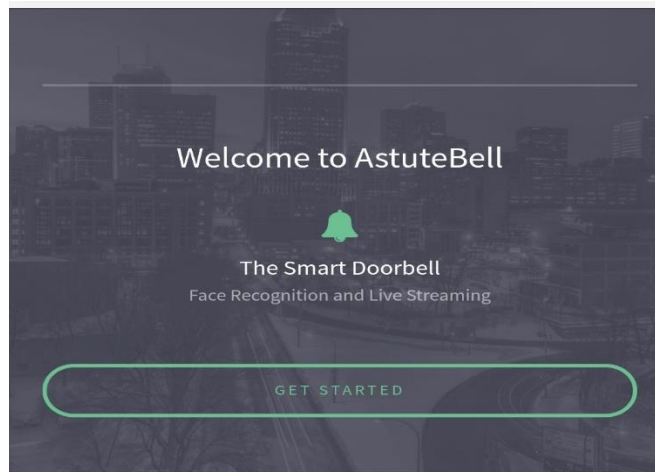 Welcome to AstuteBell
The Smart Doorbell
Face Recognition and Live Streaming
GET STARTED